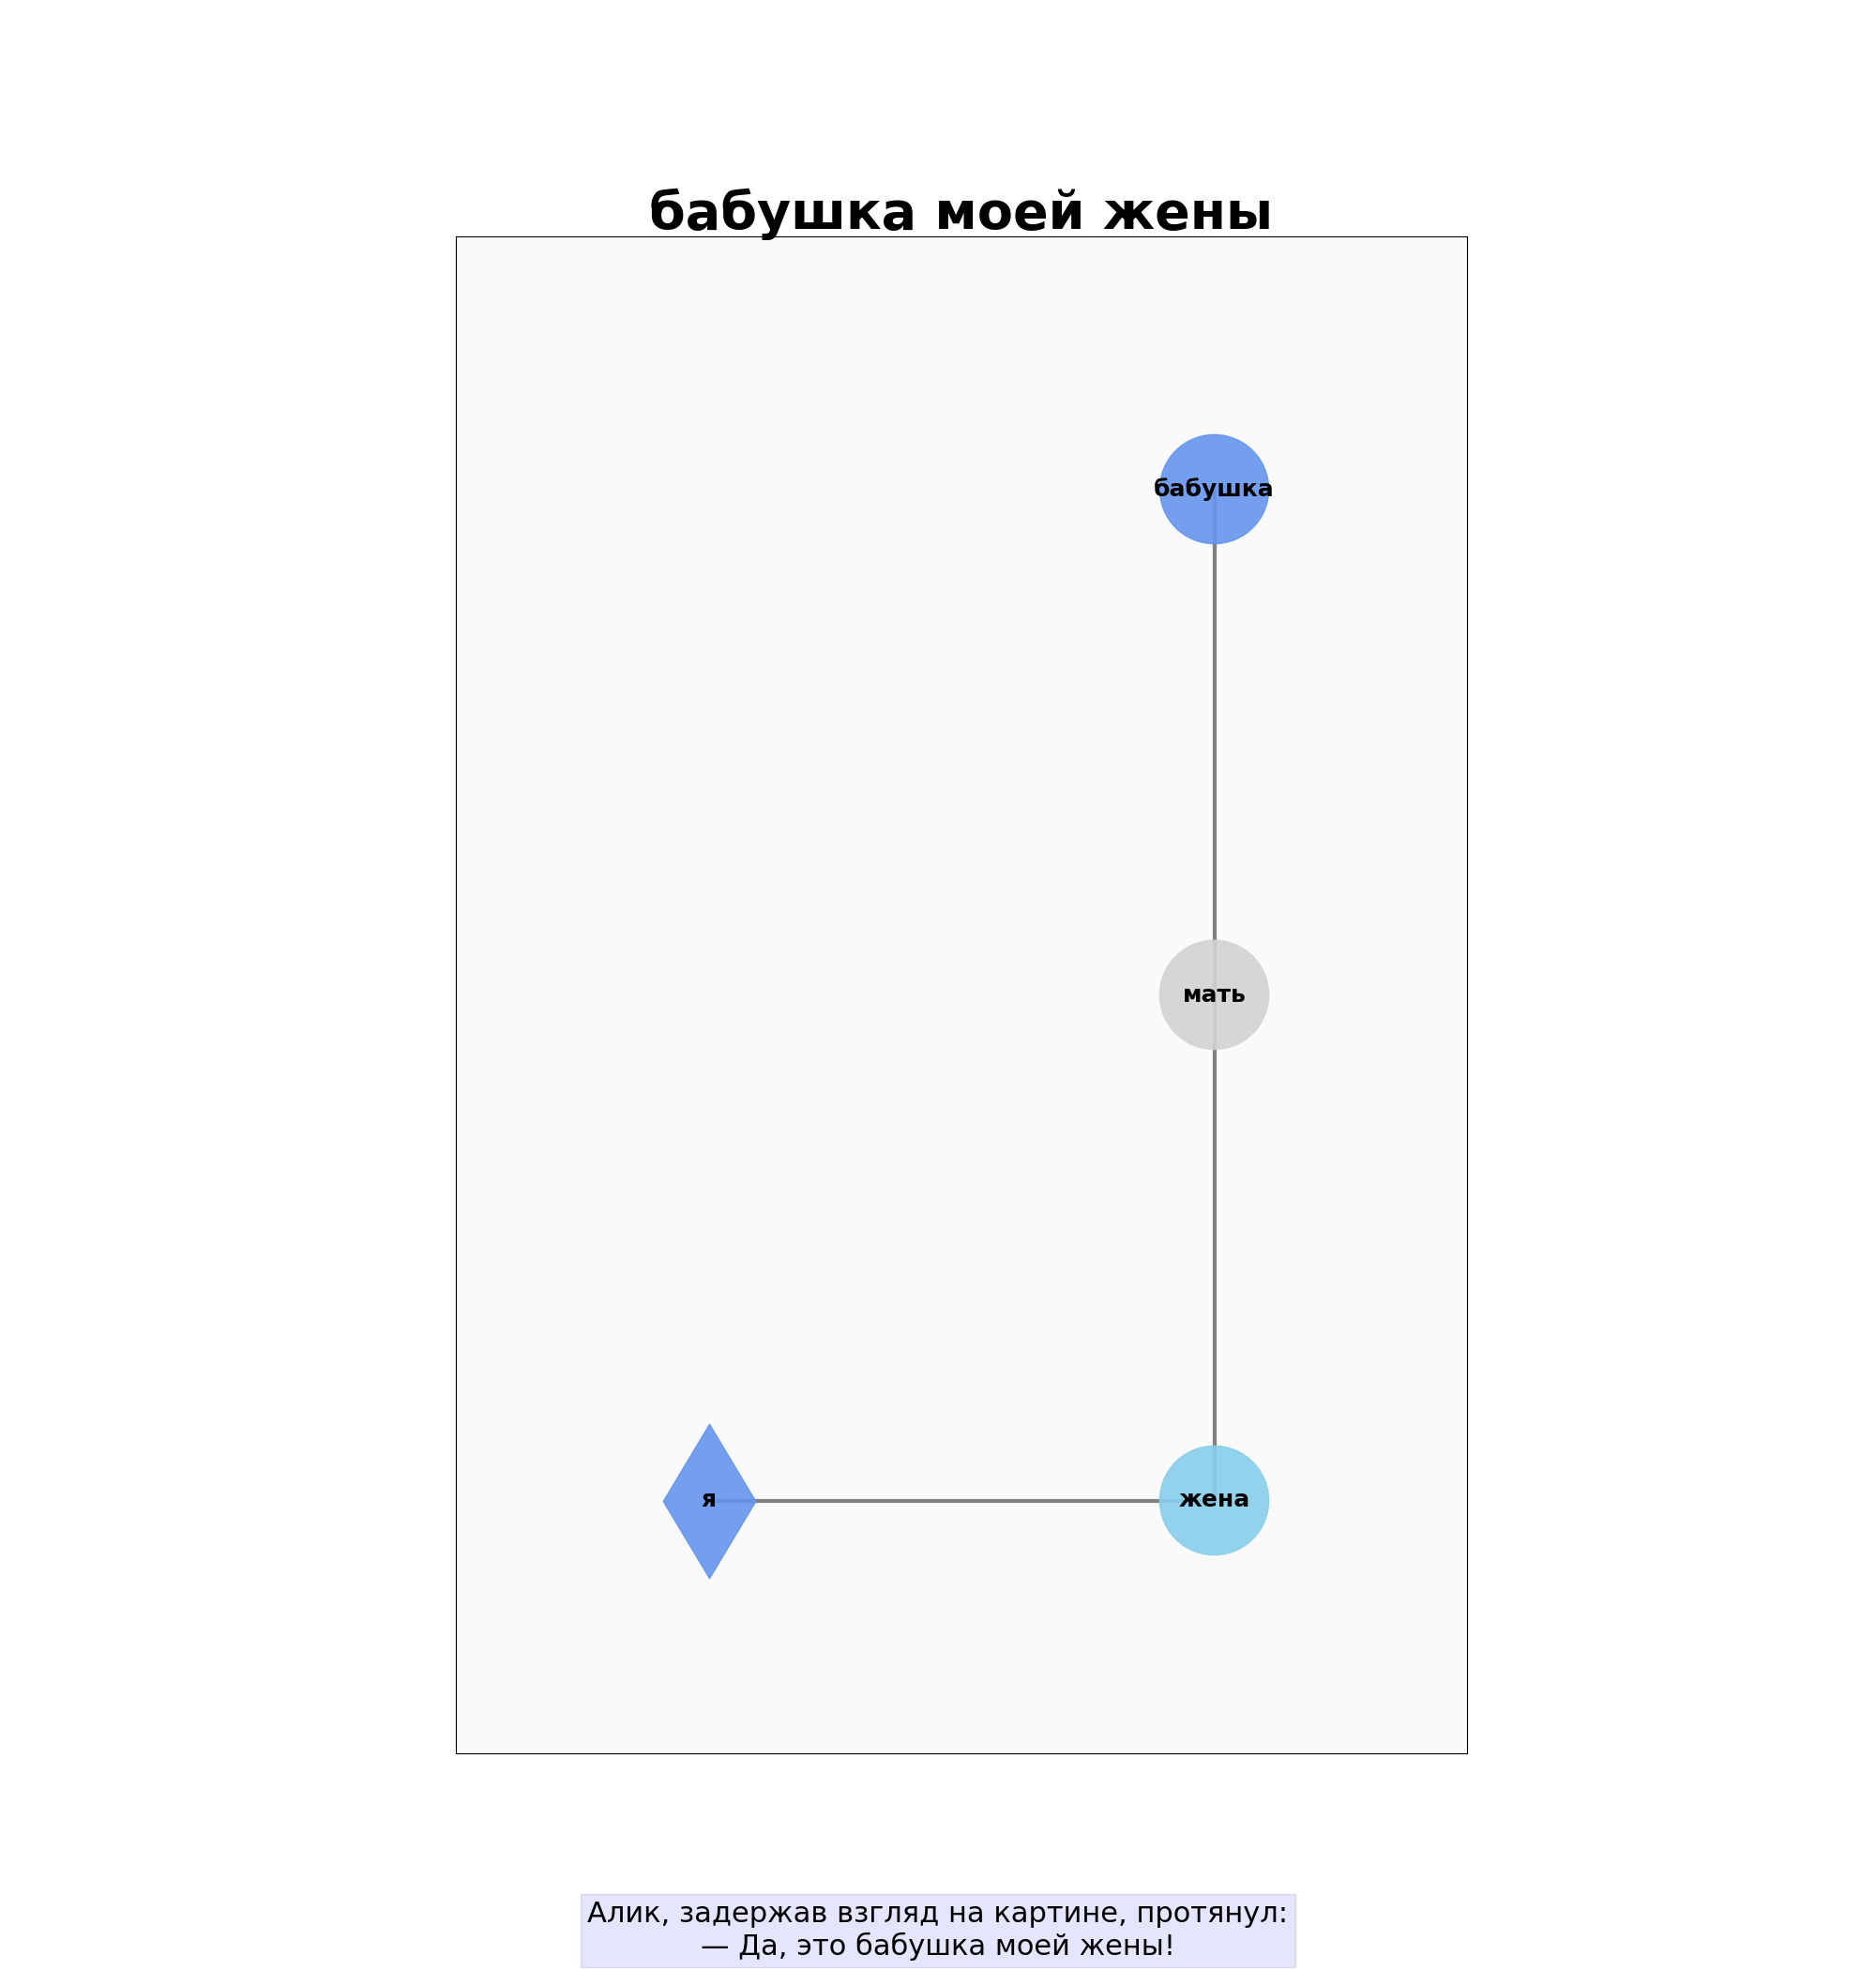 бабушка моей жены
бабушка
мать
я
жена
Алик, задержав взгляд на картине, протянул:
— Да, это бабушка моей жены!